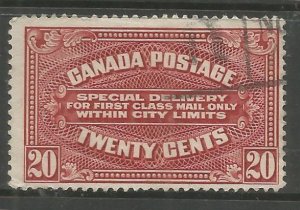 CANADA POSTAGE
SPECIAL DELIVERY
FOR FIRST CLASS MAIL ONLY
WITHIN CITY LIMITS
TWENTY CENTS
20 20